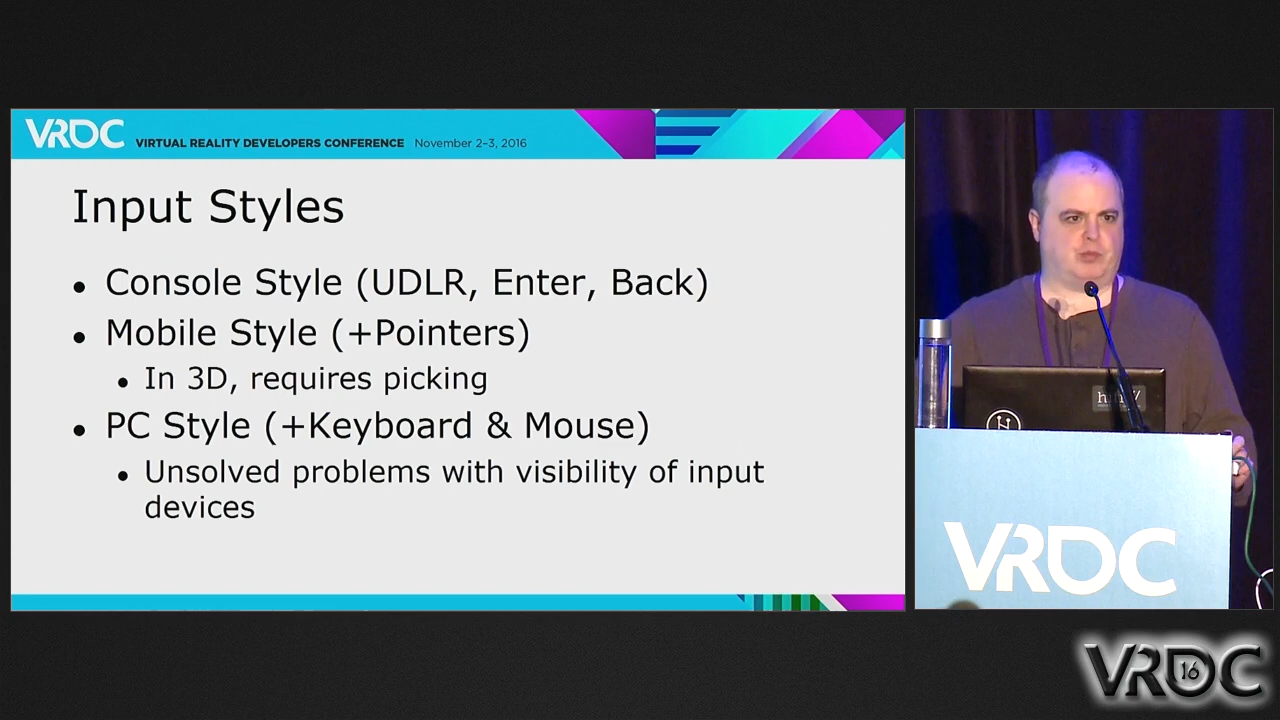 VRDC VIRTUAL REALITY DEVELOPERS CONFERENCE November 2–3, 2016
Input Styles
• Console Style (UDLR, Enter, Back)
• Mobile Style (+Pointers)
• In 3D, requires picking
• PC Style (+Keyboard & Mouse)
• Unsolved problems with visibility of input
devices
VRDC
VRDC
16